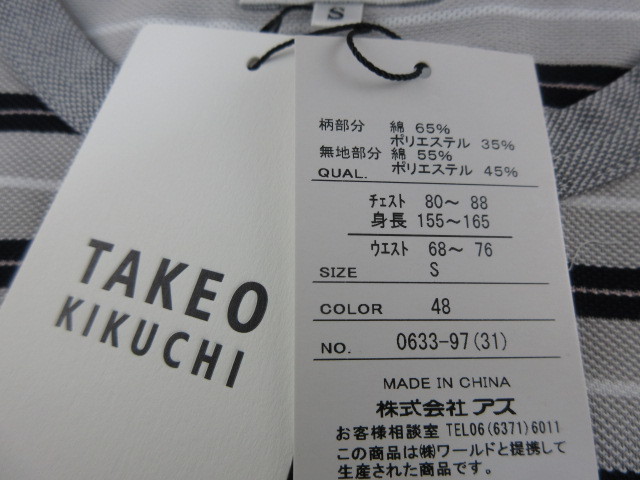 S
TAKEO
KIKUCHI
柄部分 綿 65%
ポリエステル 35%
無地部分 綿 55%
QUAL. ポリエステル 45%
チェスト 80～ 88
身長 155～165
ウエスト 68～ 76
SIZE S
COLOR 48
NO. 0633-97(31)
MADE IN CHINA
株式会社 アズ
お客様相談室 TEL06(6371)6011
この商品は㈱ワールドと提携して
生産された商品です。